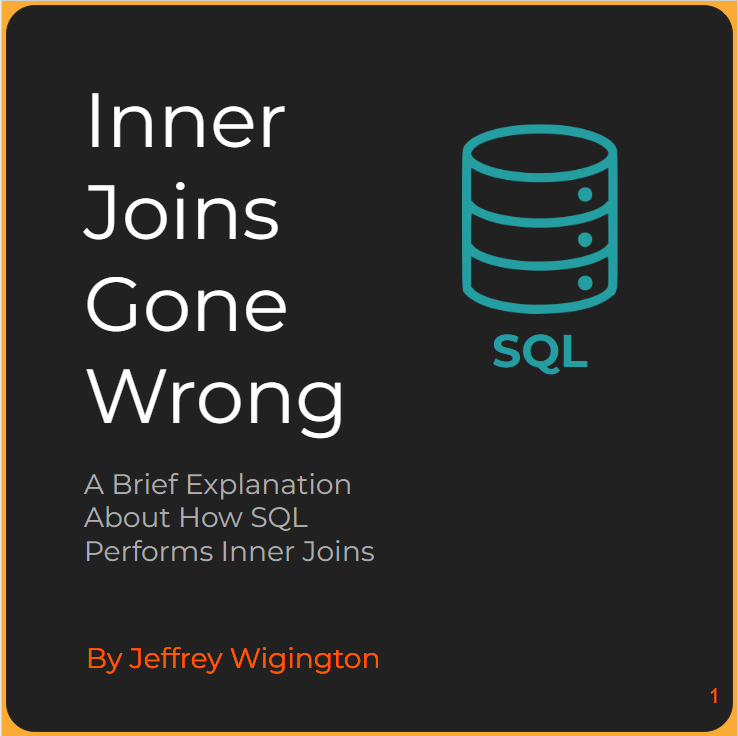 Inner
Joins
Gone
Wrong
SQL
A Brief Explanation
About How SQL
Performs Inner Joins
By Jeffrey Wigington
1